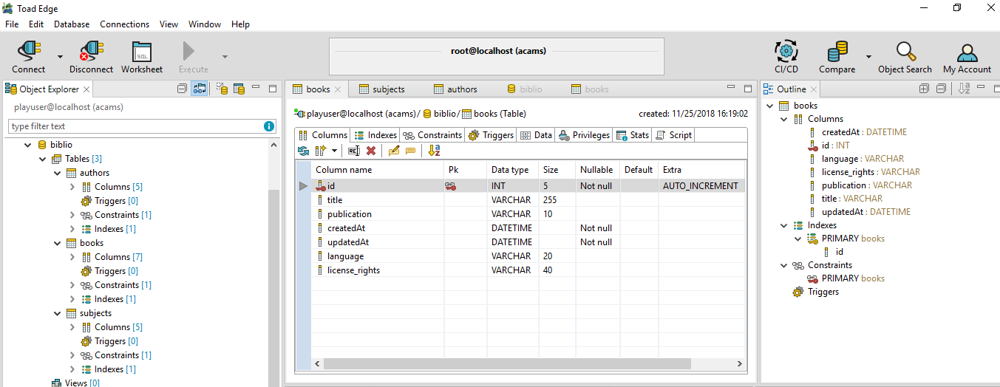 Toad Edge
File Edit Database Connections View Window Help
Connect Disconnect Worksheet Execute
SQL
root@localhost (acams)
CI/CD Compare Object Search My Account
Object Explorer
playuser@localhost (acams)
type filter text
biblio
Tables [3]
authors
Columns [5]
Triggers [0]
Constraints [1]
Indexes [1]
books
Columns [7]
Triggers [0]
Constraints [1]
Indexes [1]
subjects
Columns [5]
Triggers [0]
Constraints [1]
Indexes [1]
Views [0]
books subjects authors biblio books
playuser@localhost (acams)/ biblio/ books (Table) created: 11/25/2018 16:19:02
Columns Indexes Constraints Triggers Data Privileges Stats Script
Column name Pk Data type Size Nullable Default Extra
id INT 5 Not null AUTO_INCREMENT
title VARCHAR 255
publication VARCHAR 10
createdAt DATETIME Not null
updatedAt DATETIME Not null
language VARCHAR 20
license_rights VARCHAR 40
Outline
books
Columns
createdAt : DATETIME
id : INT
language : VARCHAR
license_rights : VARCHAR
publication : VARCHAR
title : VARCHAR
updatedAt : DATETIME
Indexes
PRIMARY books
id
Constraints
PRIMARY books
Triggers